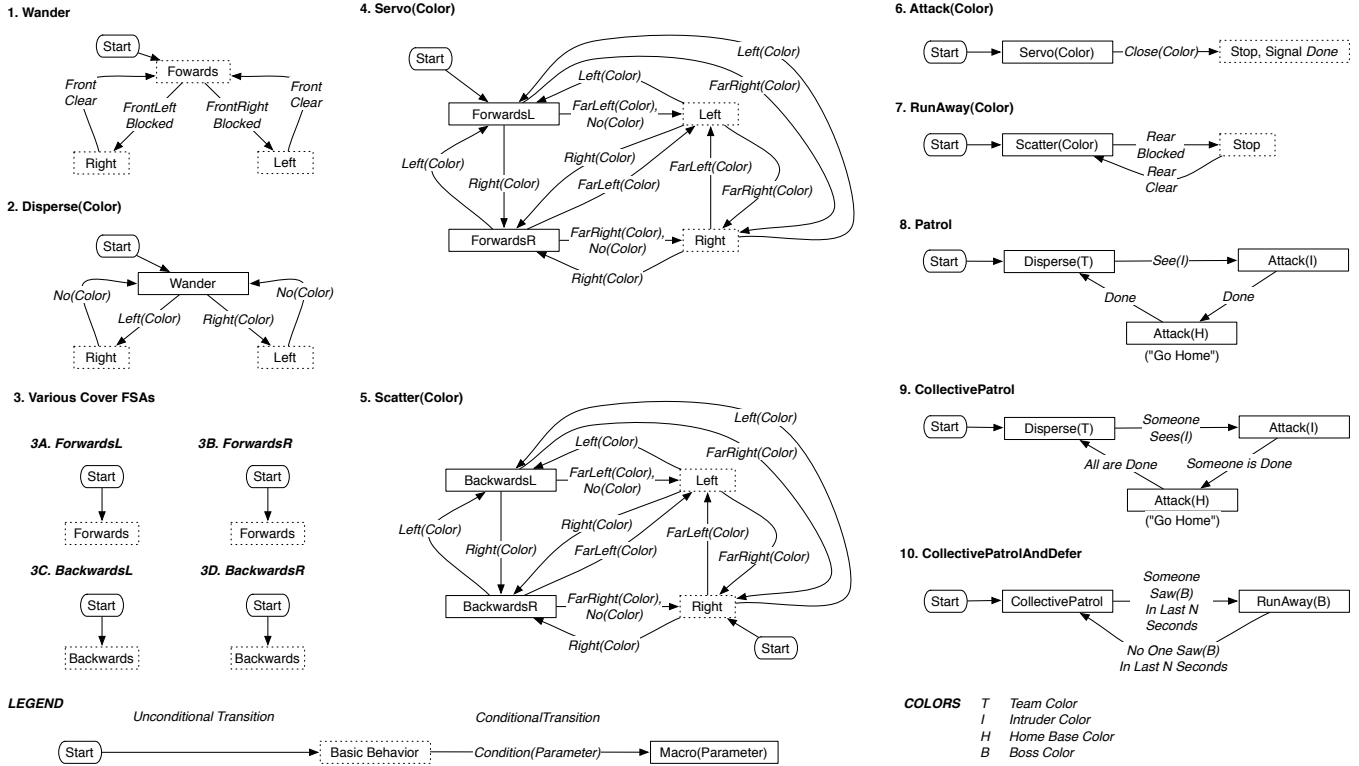 1. Wander
Start
Fowards
Front
Clear
Front
Clear
FrontLeft
Blocked
FrontRight
Blocked
Right
Left
2. Disperse(Color)
Start
Wander
No(Color)
No(Color)
Left(Color)
Right(Color)
Right
Left
3. Various Cover FSAs
3A. ForwardsL
3B. ForwardsR
Start
Start
Forwards
Forwards
3C. BackwardsL
3D. BackwardsR
Start
Start
Backwards
Backwards
4. Servo(Color)
Start
Left(Color)
Left(Color)
FarRight(Color)
ForwardsL
FarLeft(Color),
No(Color)
Left
Left(Color)
Right(Color)
Right(Color)
FarLeft(Color)
FarLeft(Color)
FarRight(Color)
ForwardsR
FarRight(Color),
No(Color)
Right
Right(Color)
5. Scatter(Color)
Left(Color)
Left(Color)
FarRight(Color)
BackwardsL
FarLeft(Color),
No(Color)
Left
Left(Color)
Right(Color)
Right(Color)
FarLeft(Color)
FarLeft(Color)
FarRight(Color)
BackwardsR
FarRight(Color),
No(Color)
Right
Right(Color)
Start
6. Attack(Color)
Start
Servo(Color)
Close(Color)
Stop, Signal Done
7. RunAway(Color)
Start
Scatter(Color)
Rear
Blocked
Stop
Rear
Clear
8. Patrol
Start
Disperse(T)
See(I)
Attack(I)
Done
Done
Attack(H)
("Go Home")
9. CollectivePatrol
Start
Disperse(T)
Someone
Sees(I)
Attack(I)
All are Done
Someone is Done
Attack(H)
("Go Home")
10. CollectivePatrolAndDefer
Start
CollectivePatrol
Someone
Saw(B)
In Last N
Seconds
RunAway(B)
No One Saw(B)
In Last N Seconds
LEGEND
Unconditional Transition
ConditionalTransition
Start
Basic Behavior
Condition(Parameter)
Macro(Parameter)
COLORS T Team Color
I Intruder Color
H Home Base Color
B Boss Color